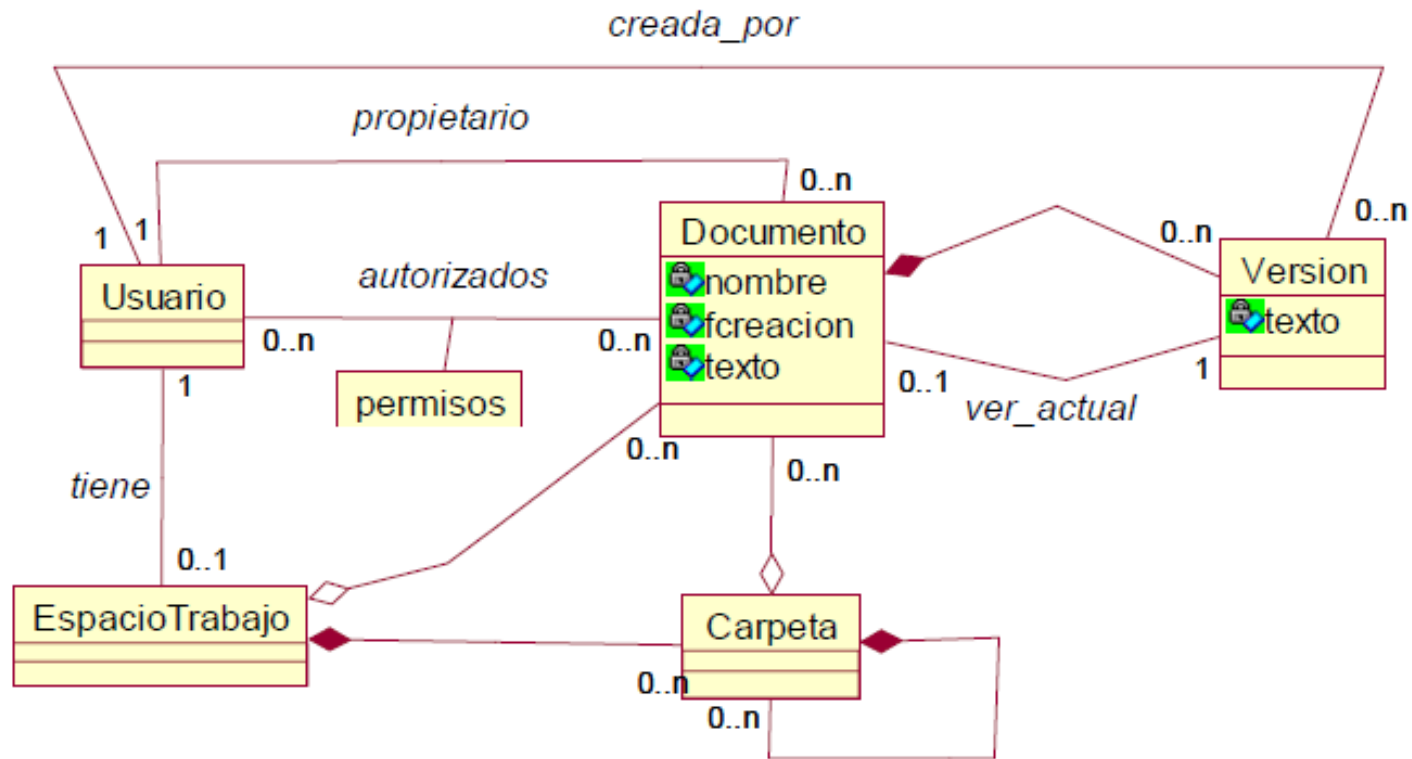 creada_por
propietario
0..n
0..n
1
1
Documento
0..n
Version
Usuario
autorizados
nombre
texto
fcreacion
0..n
0..n
texto
1
permisos
0..1
1
ver_actual
0..n
0..n
tiene
0..1
EspacioTrabajo
Carpeta
0..n
0..n